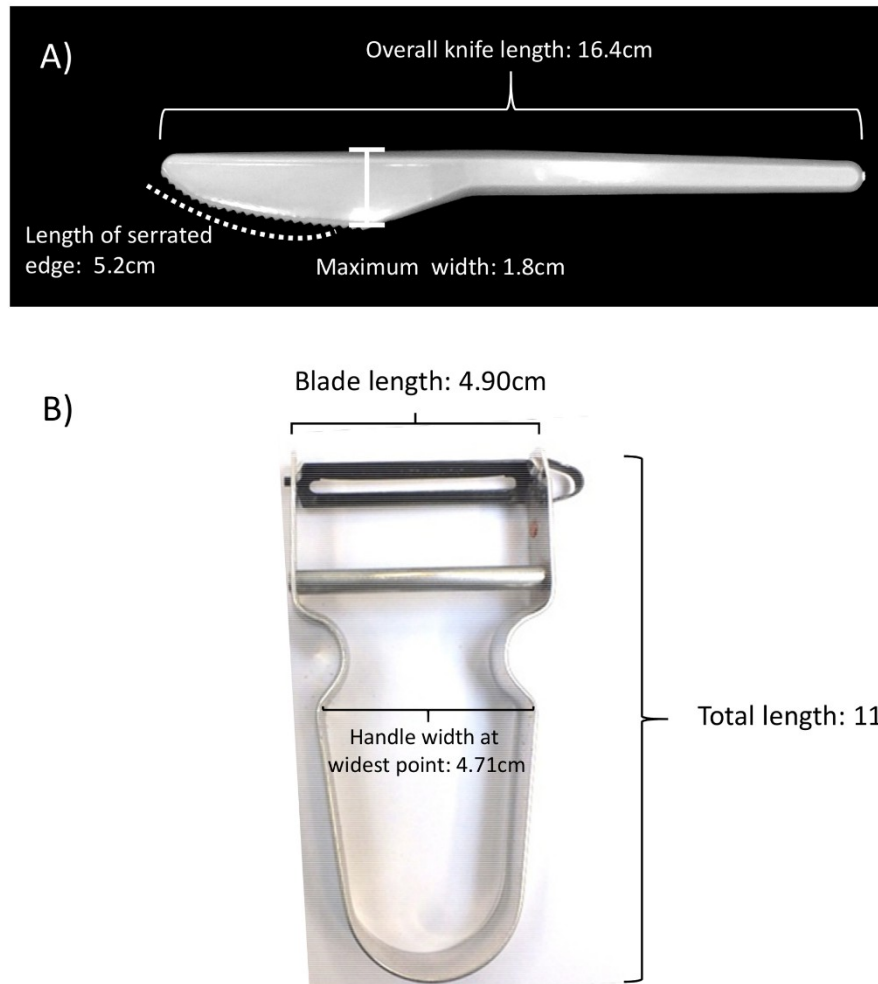 A)
Overall knife length: 16.4cm
Length of serrated
edge:  5.2cm
Maximum  width: 1.8cm
Blade length: 4.90cm
B)
Total length: 11
Handle width at
widest point: 4.71cm